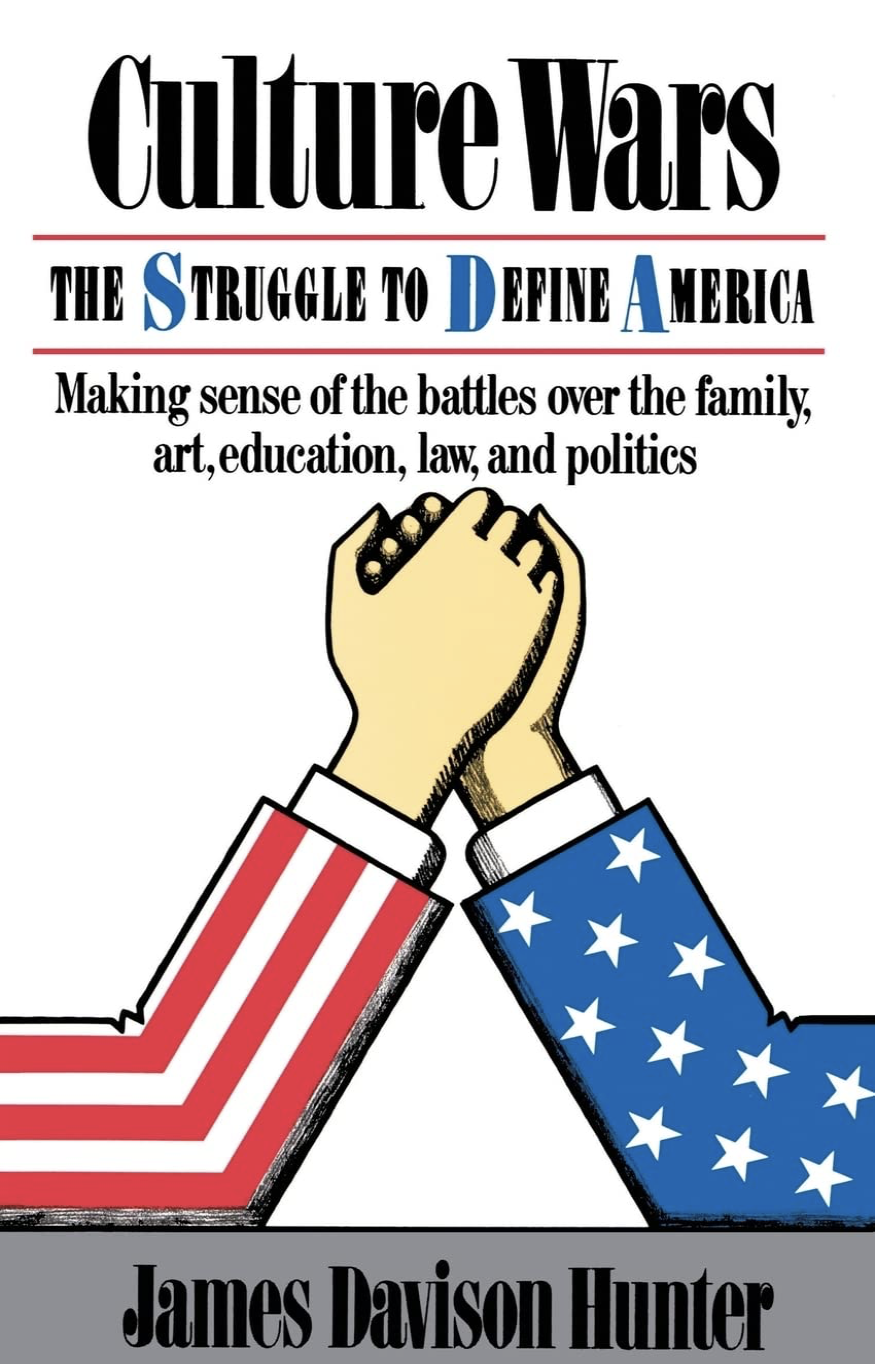 Culture Wars
THE STRUGGLE TO DEFINE AMERICA
Making sense of the battles over the family,
art, education, law, and politics
James Davison Hunter